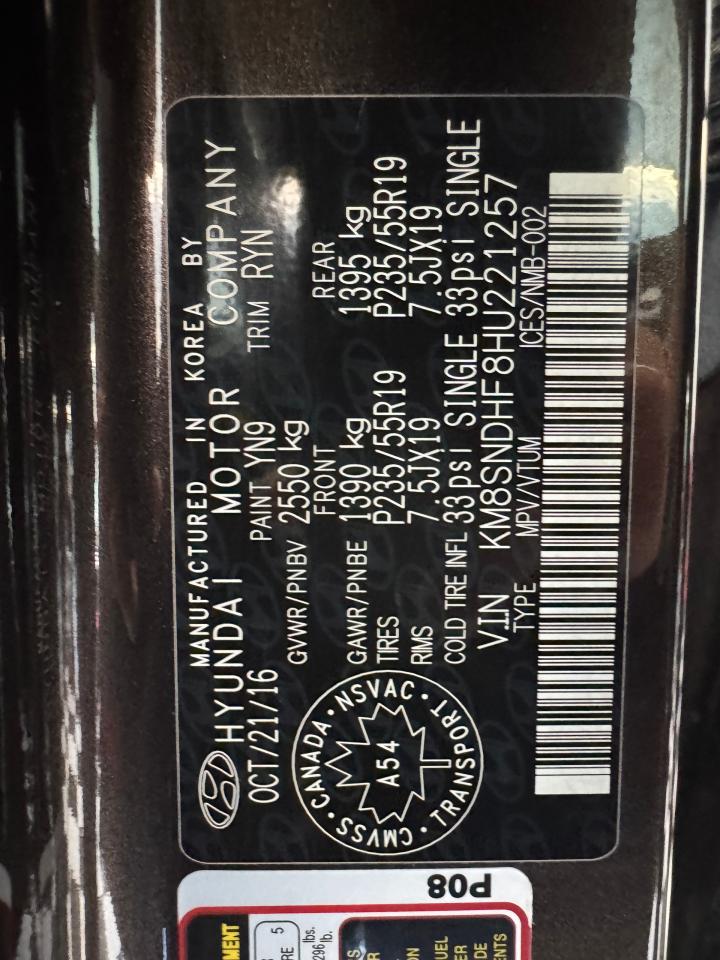 MANUFACTURED IN KOREA BY
HYUNDAI MOTOR COMPANY
OCT/21/16 PAINT YN9 TRIM RYN
GVWR/PNBV 2550 kg
FRONT REAR
GAWR/PNBE 1390 kg 1395 kg
TIRES P235/55R19 P235/55R19
RIMS 7.5JX19 7.5JX19
COLD TIRE INFL 33psi SINGLE 33psi SINGLE
VIN KM8SNDHF8HU221257
TYPE MPV/VTUM ICES/NMB-002
CANADA · NSVAC · TRANSPORT · CMVSS ·
A54
P08
5
lbs.